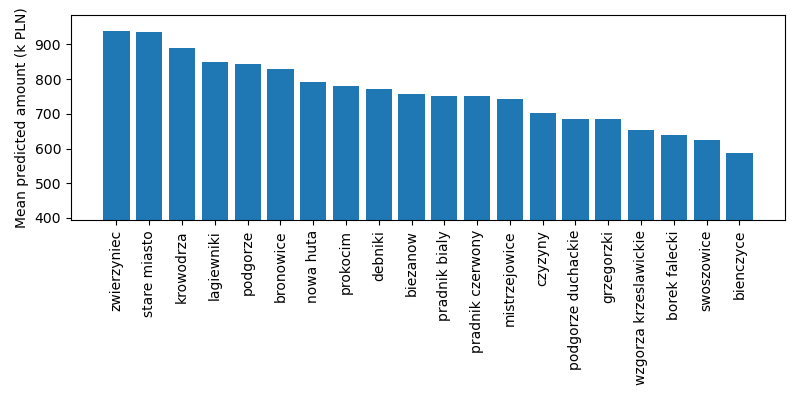 Mean predicted amount (k PLN)
900
800
700
600
500
400
zwierzyniec
stare miasto
krowodrza
lagiewniki
podgorze
bronowice
nowa huta
prokocim
debniki
biezanow
pradnik bialy
pradnik czerwony
mistrzejowice
czyzyny
podgorze duchackie
grzegorzki
wzgorza krzeslawickie
borek falecki
swoszowice
bienczyce